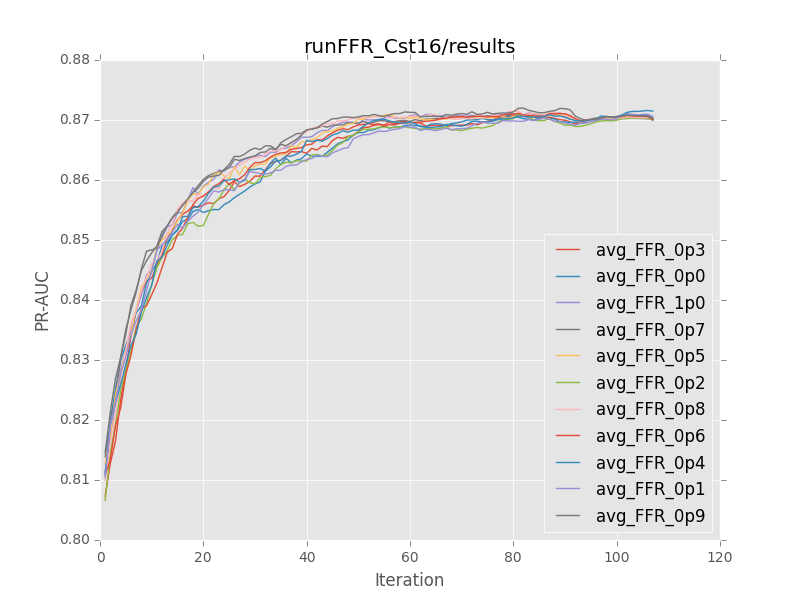 runFFR_Cst16/results
0.88
0.87
0.86
0.85
0.84
0.83
0.82
0.81
0.80
PR-AUC
0 20 40 60 80 100 120
Iteration
avg_FFR_0p3
avg_FFR_0p0
avg_FFR_1p0
avg_FFR_0p7
avg_FFR_0p5
avg_FFR_0p2
avg_FFR_0p8
avg_FFR_0p6
avg_FFR_0p4
avg_FFR_0p1
avg_FFR_0p9